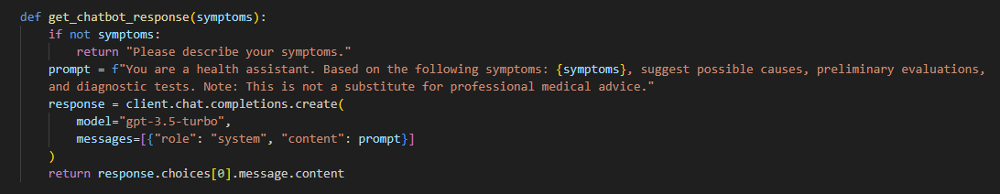 def get_chatbot_response(symptoms):
    if not symptoms:
        return "Please describe your symptoms."
    prompt = f"You are a health assistant. Based on the following symptoms: {symptoms}, suggest possible causes, preliminary evaluations,
    and diagnostic tests. Note: This is not a substitute for professional medical advice."
    response = client.chat.completions.create(
        model="gpt-3.5-turbo",
        messages=[{"role": "system", "content": prompt}]
    )
    return response.choices[0].message.content